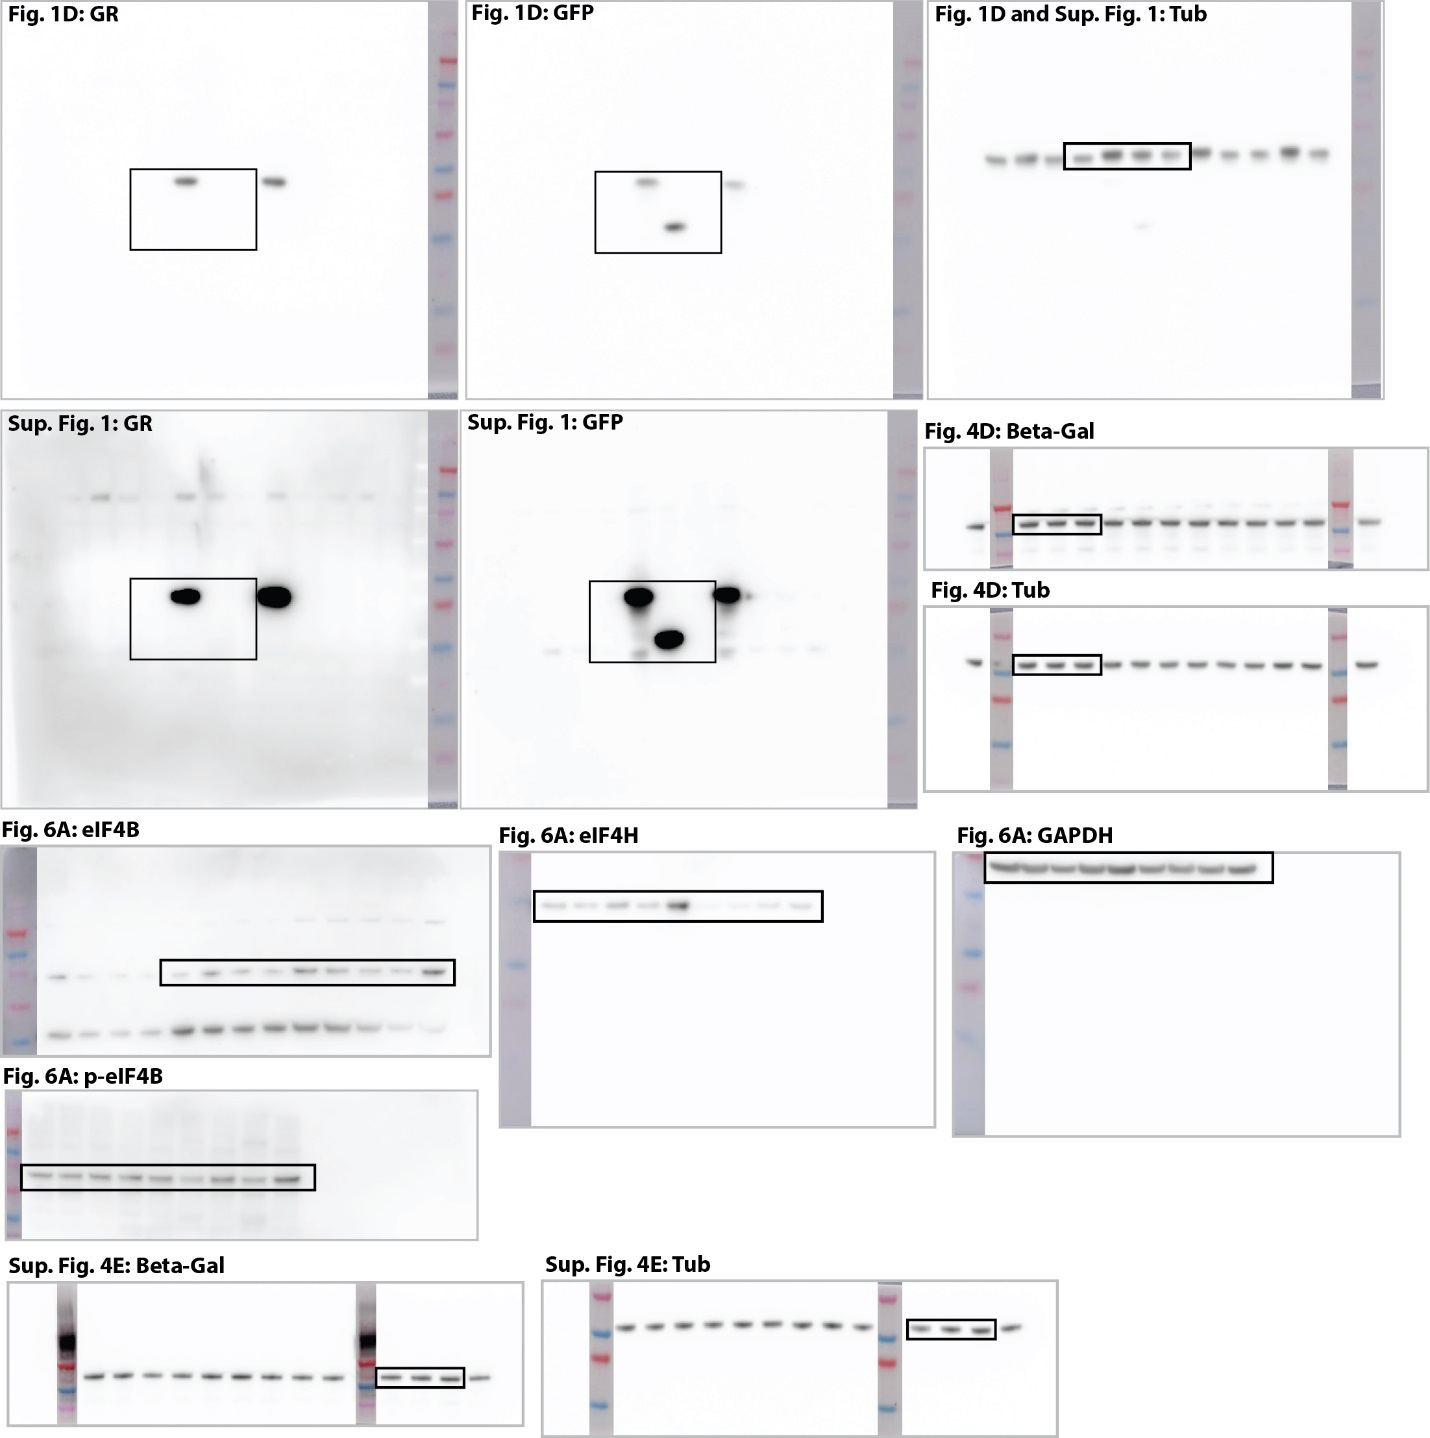 Fig. 1D: GR
Fig. 1D: GFP
Fig. 1D and Sup. Fig. 1: Tub
Sup. Fig. 1: GR
Sup. Fig. 1: GFP
Fig. 4D: Beta-Gal
Fig. 4D: Tub
Fig. 6A: eIF4B
Fig. 6A: eIF4H
Fig. 6A: GAPDH
Fig. 6A: p-eIF4B
Sup. Fig. 4E: Beta-Gal
Sup. Fig. 4E: Tub